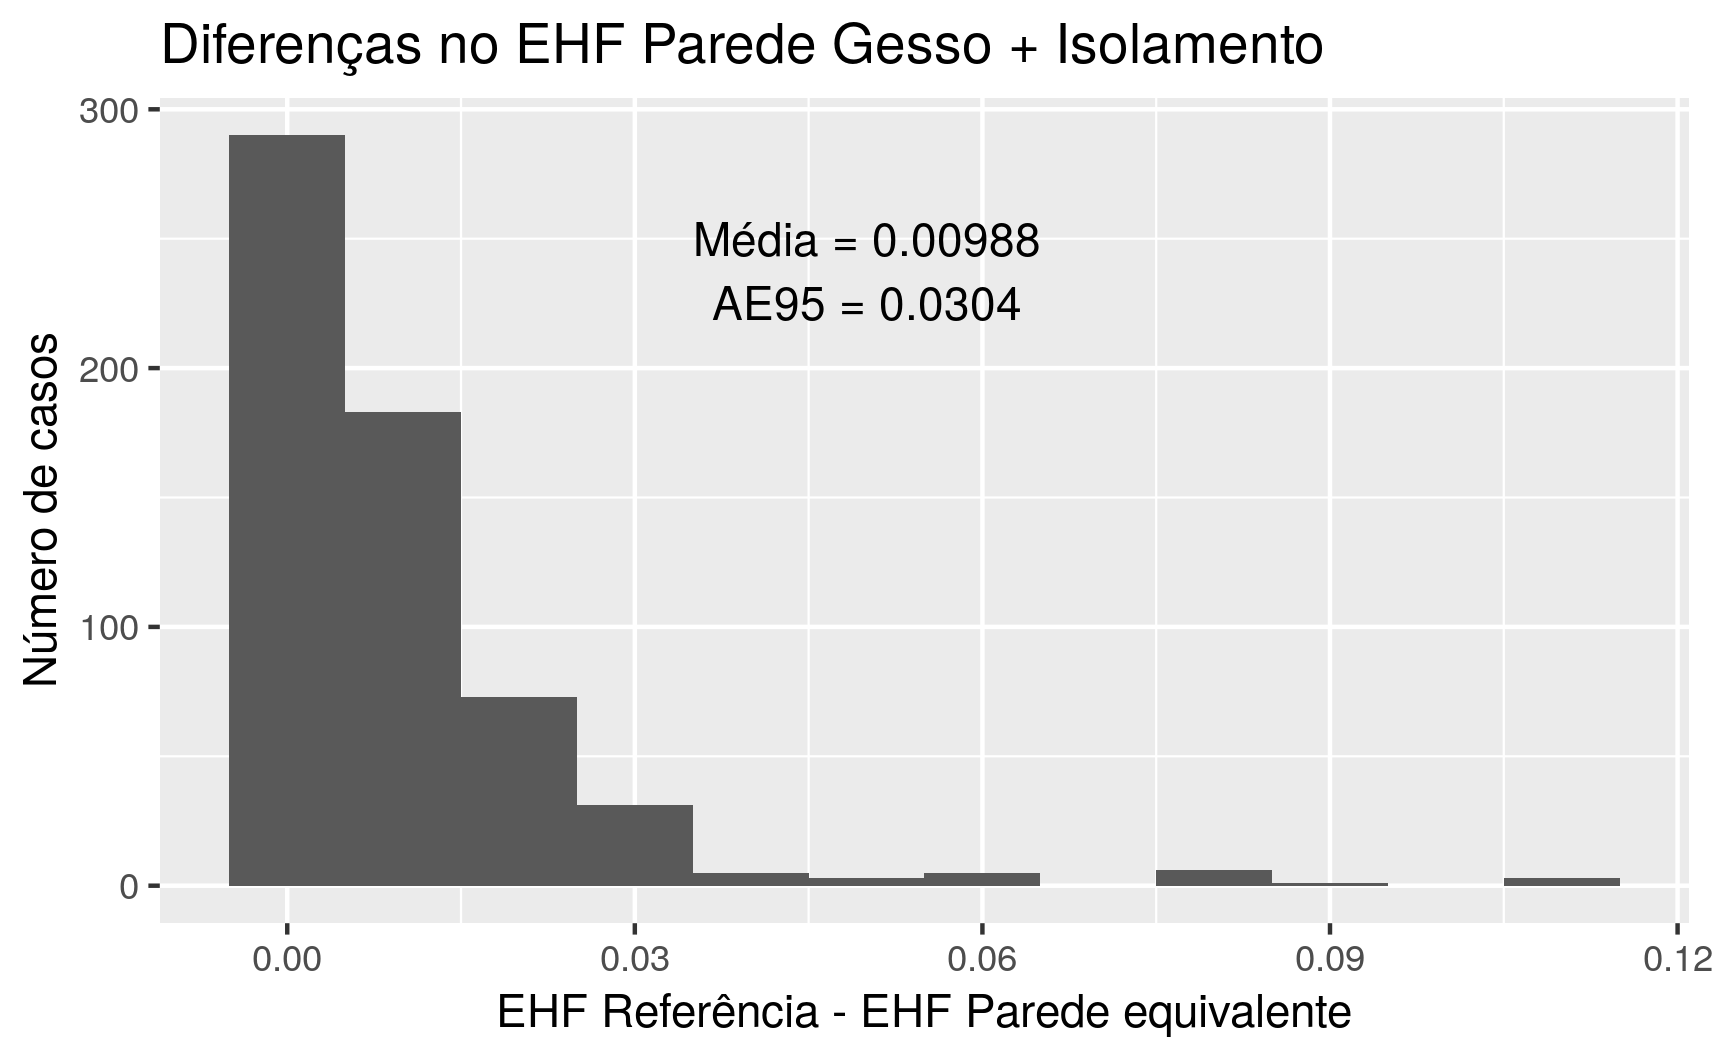 Diferenças no EHF Parede Gesso + Isolamento
300
200
100
0
Número de casos
Média = 0.00988
AE95 = 0.0304
0.00 0.03 0.06 0.09 0.12
EHF Referência - EHF Parede equivalente